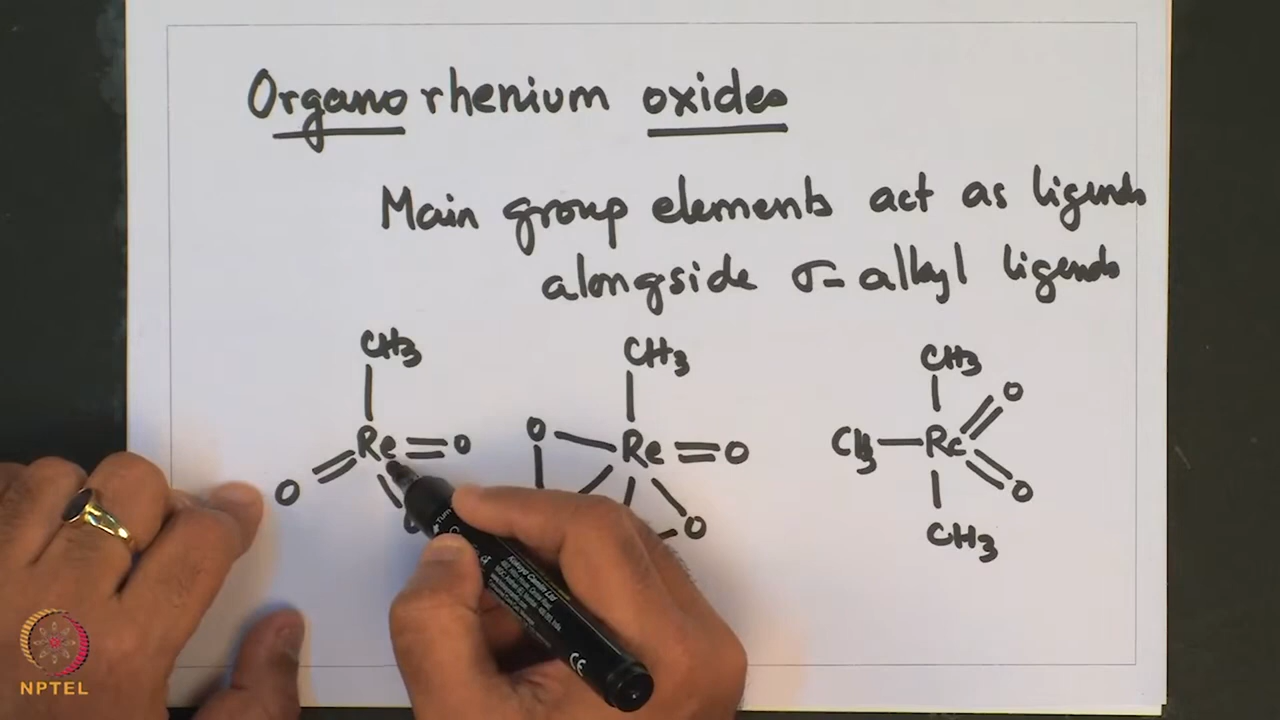 Organorhenium oxides
Main group elements act as ligands
alongside σ-alkyl ligands
CH3 CH3 CH3
O O
Re O O Re O CH3 Re
O O O O
CH3
NPTEL